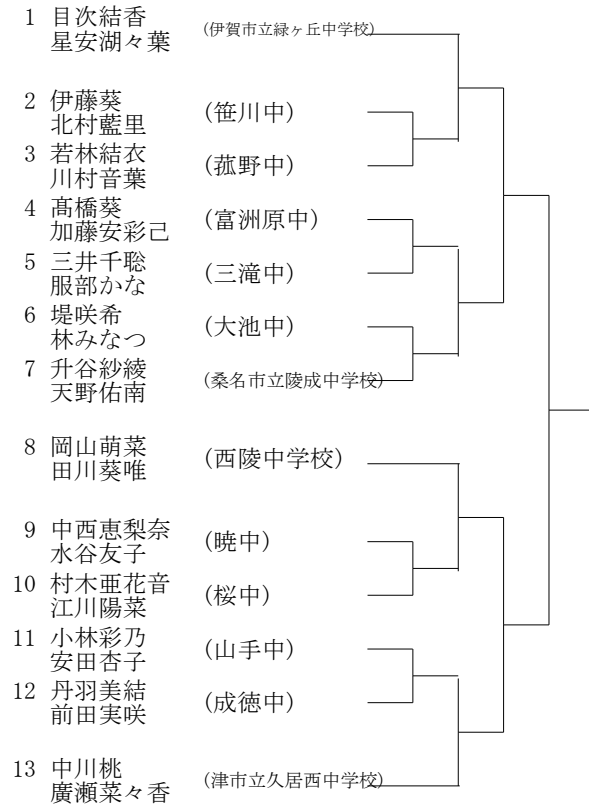 1 目次結香 (伊賀市立緑ヶ丘中学校)
星安湖々葉
2 伊藤葵 (笹川中)
北村藍里
3 若林結衣 (菰野中)
川村音葉
4 髙橋葵 (富洲原中)
加藤安彩己
5 三井千聡 (三滝中)
服部かな
6 堤咲希 (大池中)
林みなつ
7 升谷紗綾 (桑名市立陵成中学校)
天野佑南
8 岡山萌菜 (西陵中学校)
田川葵唯
9 中西恵梨奈 (暁中)
水谷友子
10 村木亜花音 (桜中)
江川陽菜
11 小林彩乃 (山手中)
安田杏子
12 丹羽美結 (成徳中)
前田実咲
13 中川桃 (津市立久居西中学校)
廣瀬菜々香